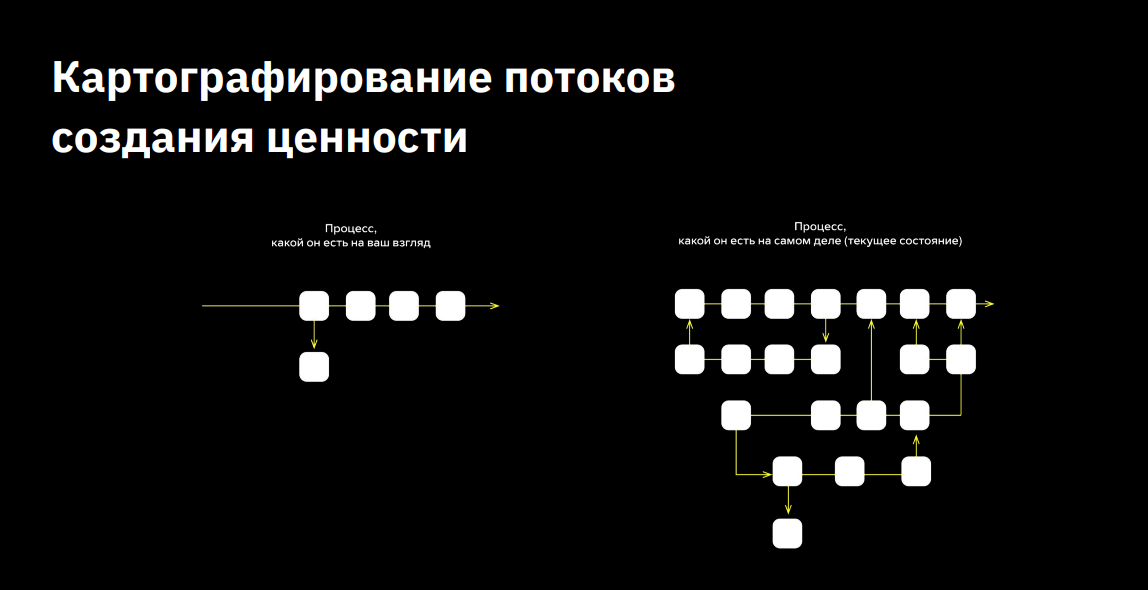 Картографирование потоков
создания ценности
Процесс,
какой он есть на ваш взгляд
Процесс,
какой он есть на самом деле (текущее состояние)